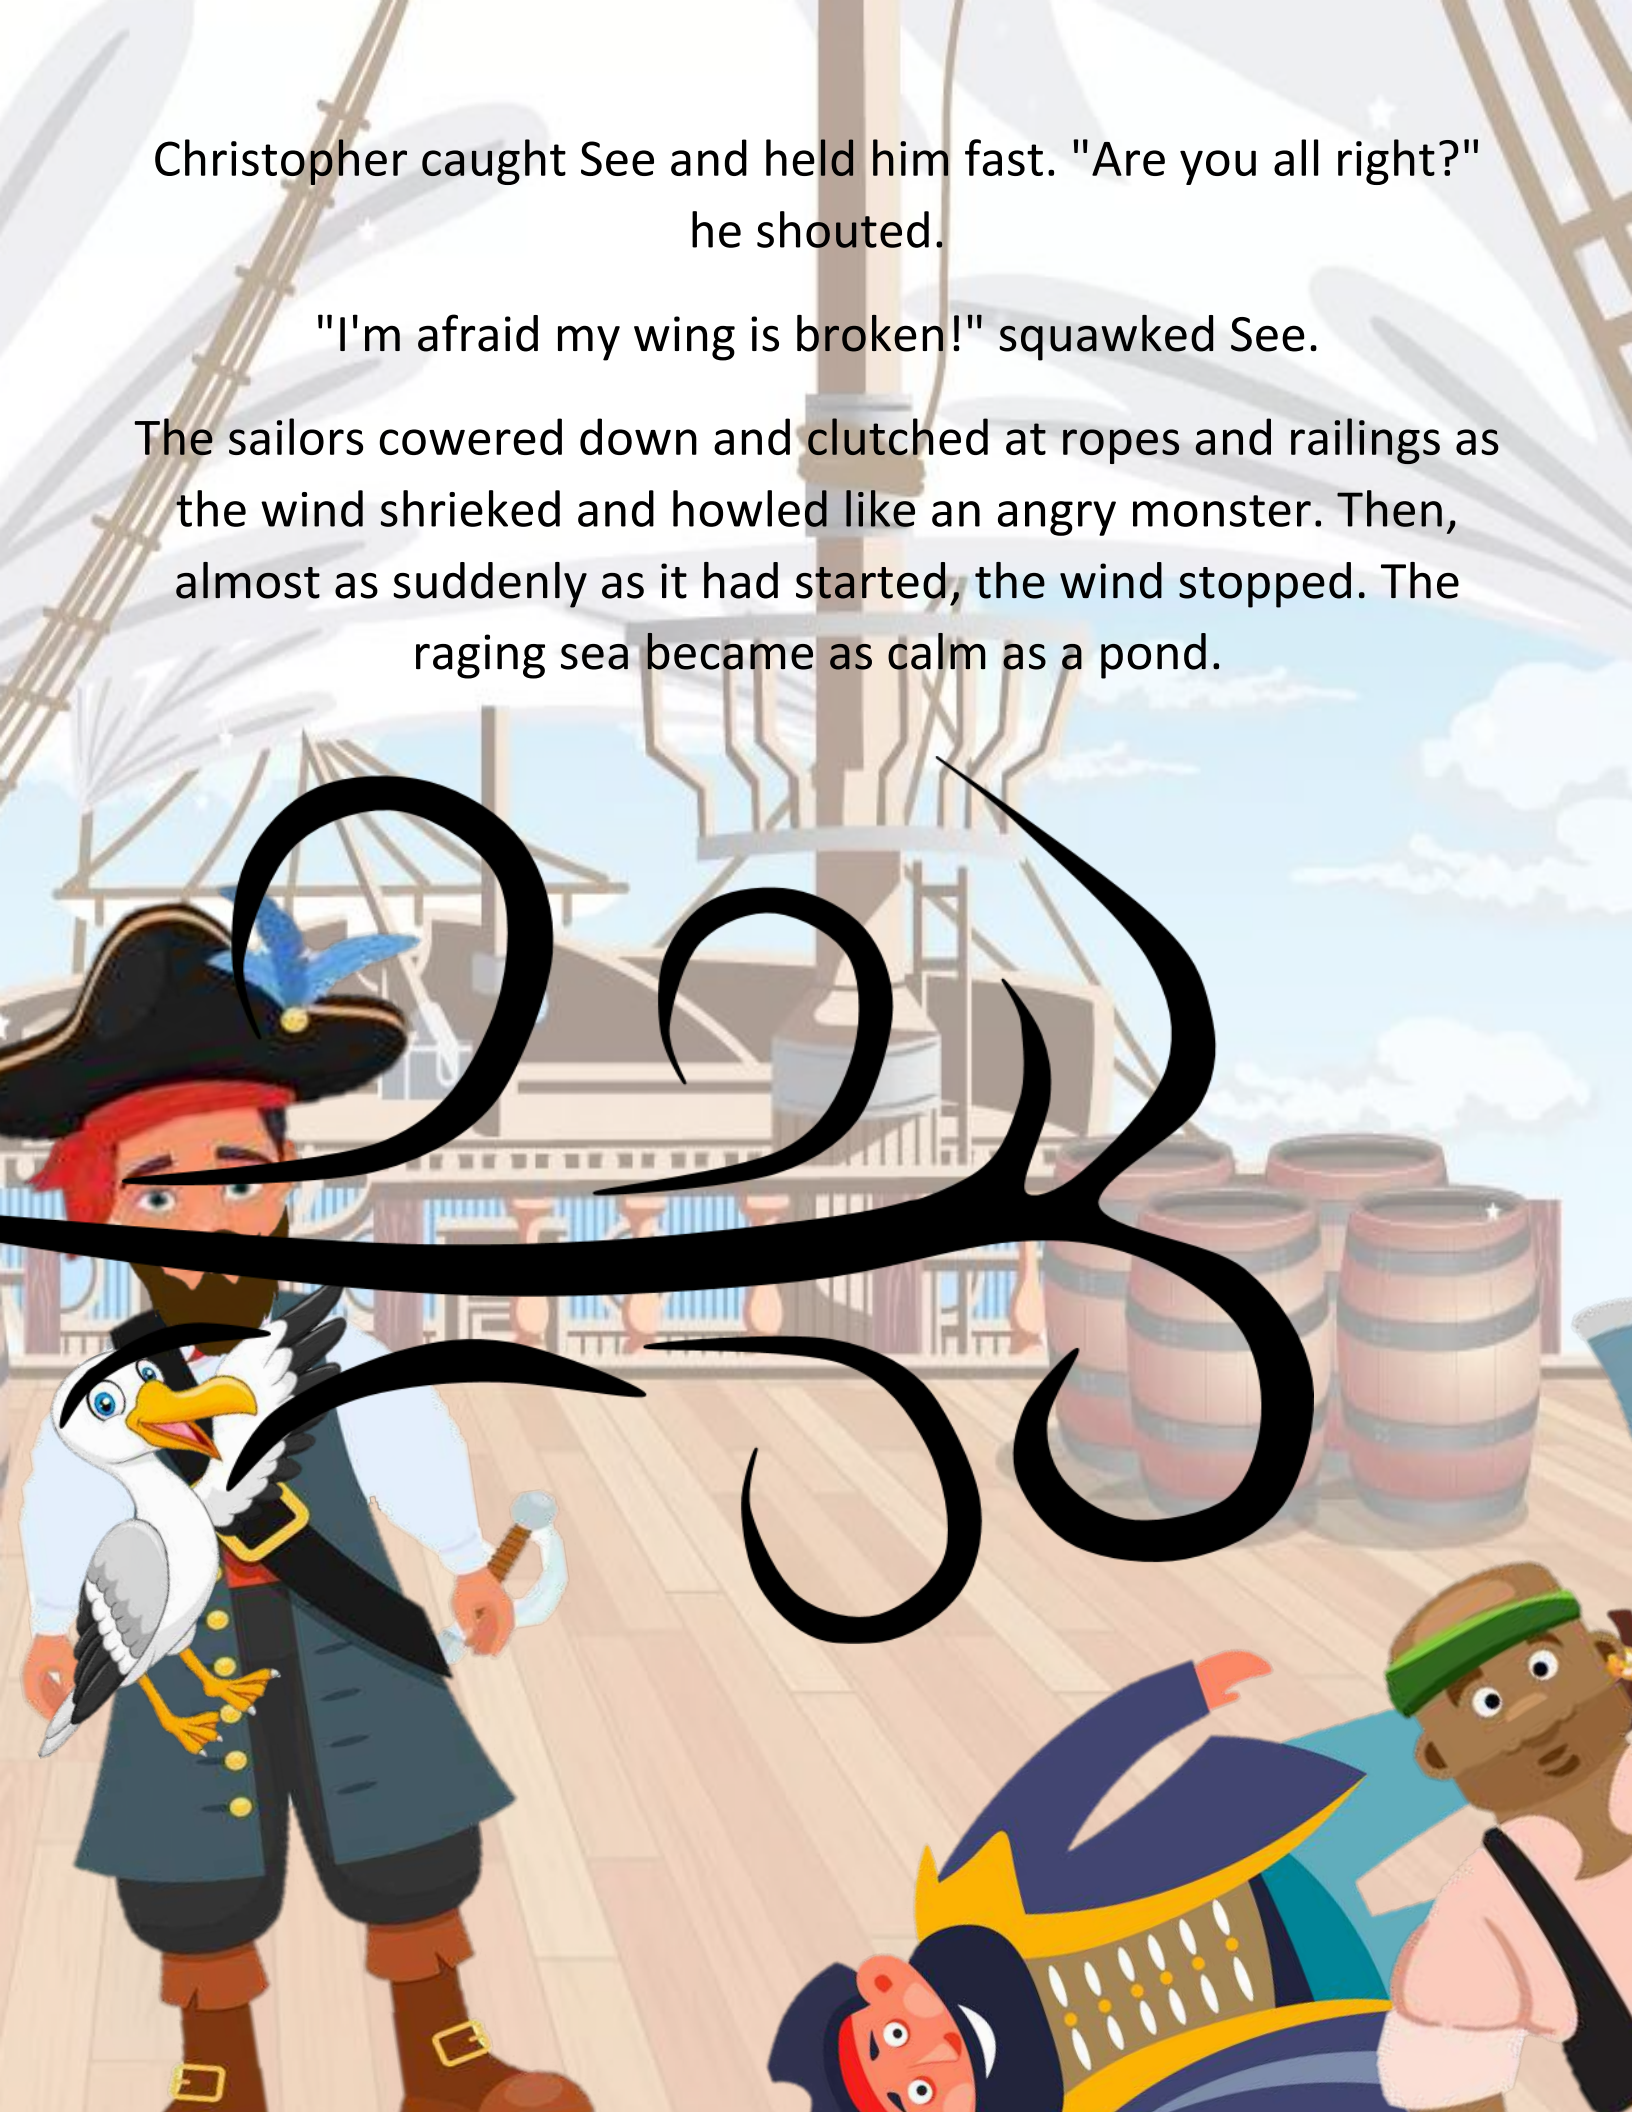 Christopher caught See and held him fast. "Are you all right?"
he shouted.
"I'm afraid my wing is broken!" squawked See.
The sailors cowered down and clutched at ropes and railings as
the wind shrieked and howled like an angry monster. Then,
almost as suddenly as it had started, the wind stopped. The
raging sea became as calm as a pond.